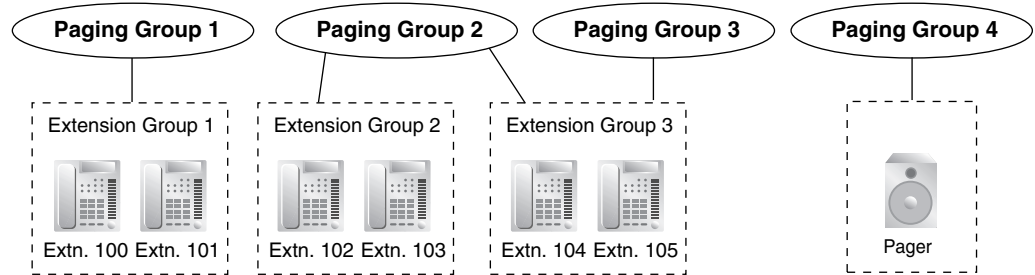 Paging Group 1 Paging Group 2 Paging Group 3 Paging Group 4
Extension Group 1 Extension Group 2 Extension Group 3
Extn. 100 Extn. 101 Extn. 102 Extn. 103 Extn. 104 Extn. 105 Pager